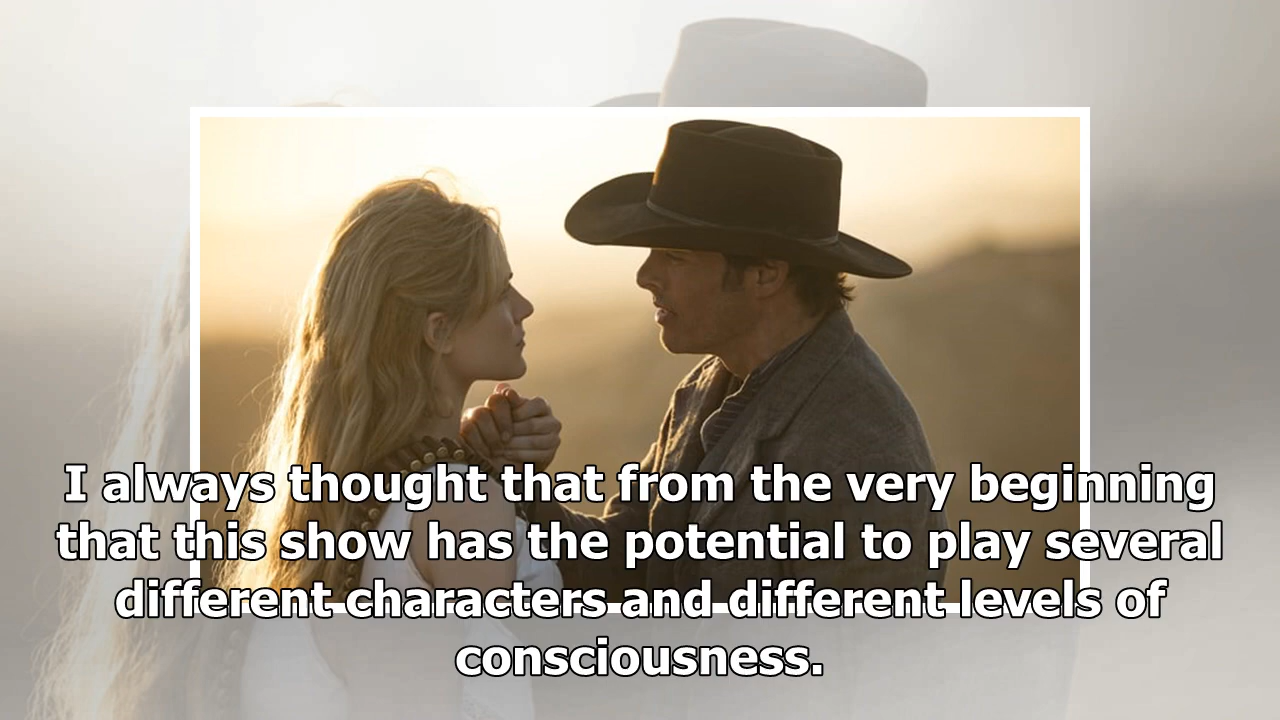 I always thought that from the very beginning
that this show has the potential to play several
different characters and different levels of
consciousness.